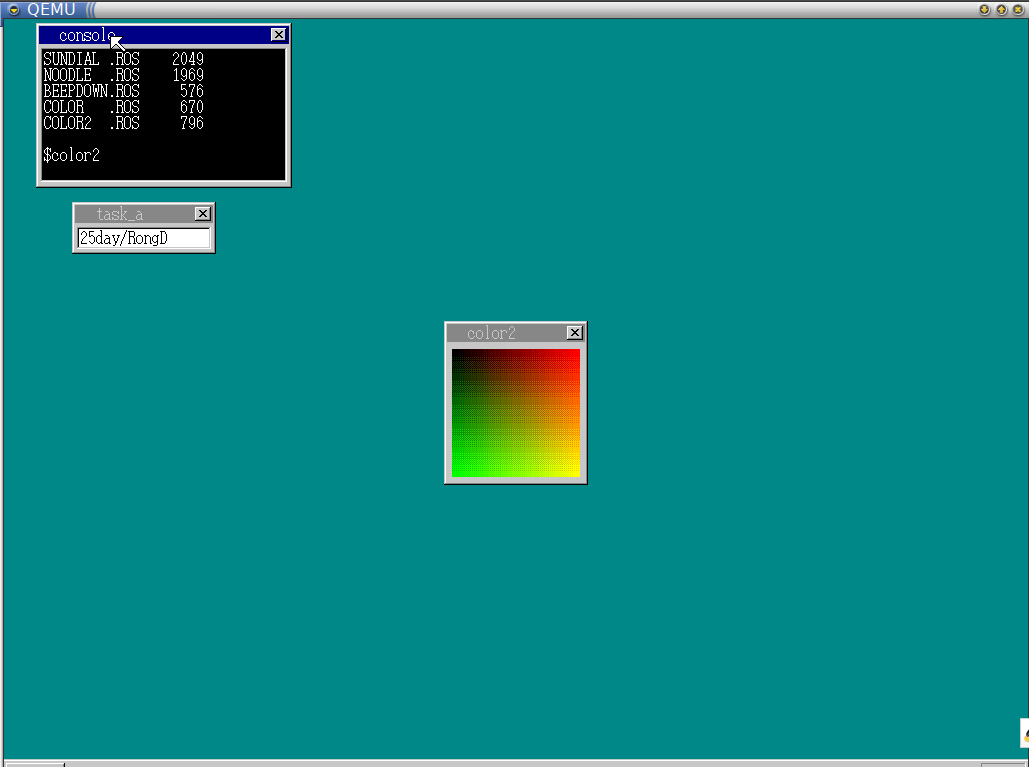 QEMU
console
SUNDIAL .ROS 2049
NOODLE .ROS 1969
BEEPDOWN.ROS 576
COLOR .ROS 670
COLOR2 .ROS 796
$color2
task_a
25day/RongD
color2